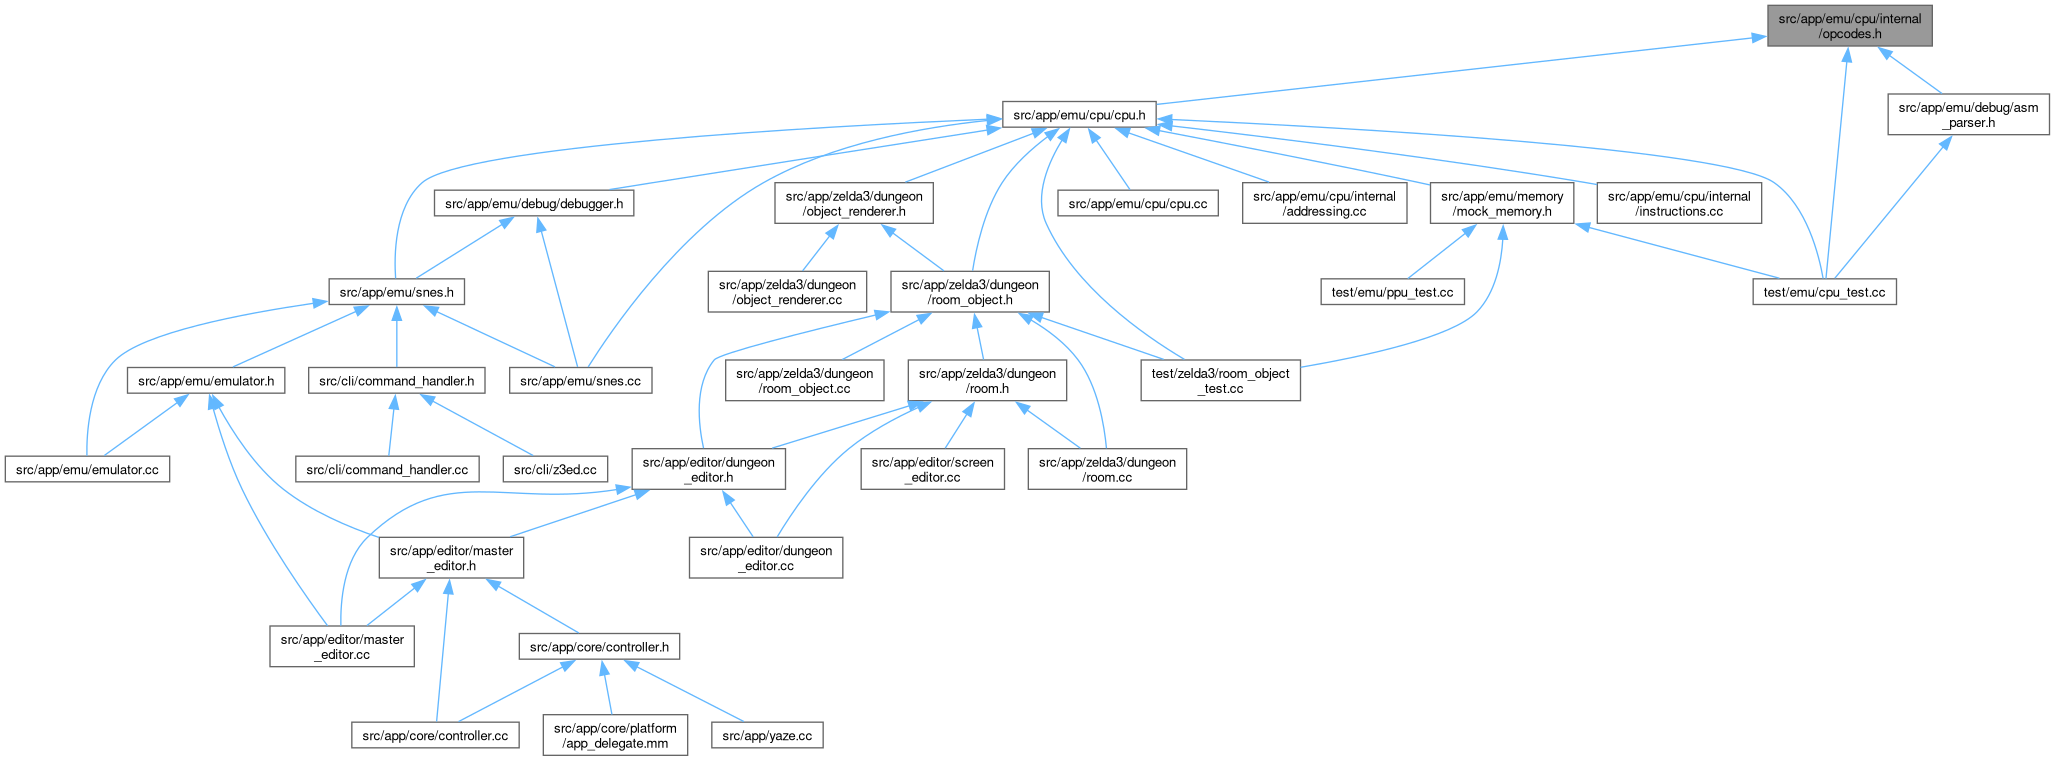 src/app/emu/cpu/internal
/opcodes.h
src/app/emu/cpu/cpu.h
src/app/emu/debug/asm
_parser.h
src/app/emu/debug/debugger.h
src/app/zelda3/dungeon
/object_renderer.h
src/app/emu/cpu/cpu.cc
src/app/emu/cpu/internal
/addressing.cc
src/app/emu/memory
/mock_memory.h
src/app/emu/cpu/internal
/instructions.cc
src/app/emu/snes.h
src/app/zelda3/dungeon
/object_renderer.cc
src/app/zelda3/dungeon
/room_object.h
test/emu/ppu_test.cc
test/emu/cpu_test.cc
src/app/emu/emulator.h
src/cli/command_handler.h
src/app/emu/snes.cc
src/app/zelda3/dungeon
/room_object.cc
src/app/zelda3/dungeon
/room.h
test/zelda3/room_object
_test.cc
src/app/emu/emulator.cc
src/cli/command_handler.cc
src/cli/z3ed.cc
src/app/editor/dungeon
_editor.h
src/app/editor/screen
_editor.cc
src/app/zelda3/dungeon
/room.cc
src/app/editor/master
_editor.h
src/app/editor/dungeon
_editor.cc
src/app/editor/master
_editor.cc
src/app/core/controller.h
src/app/core/controller.cc
src/app/core/platform
/app_delegate.mm
src/app/yaze.cc